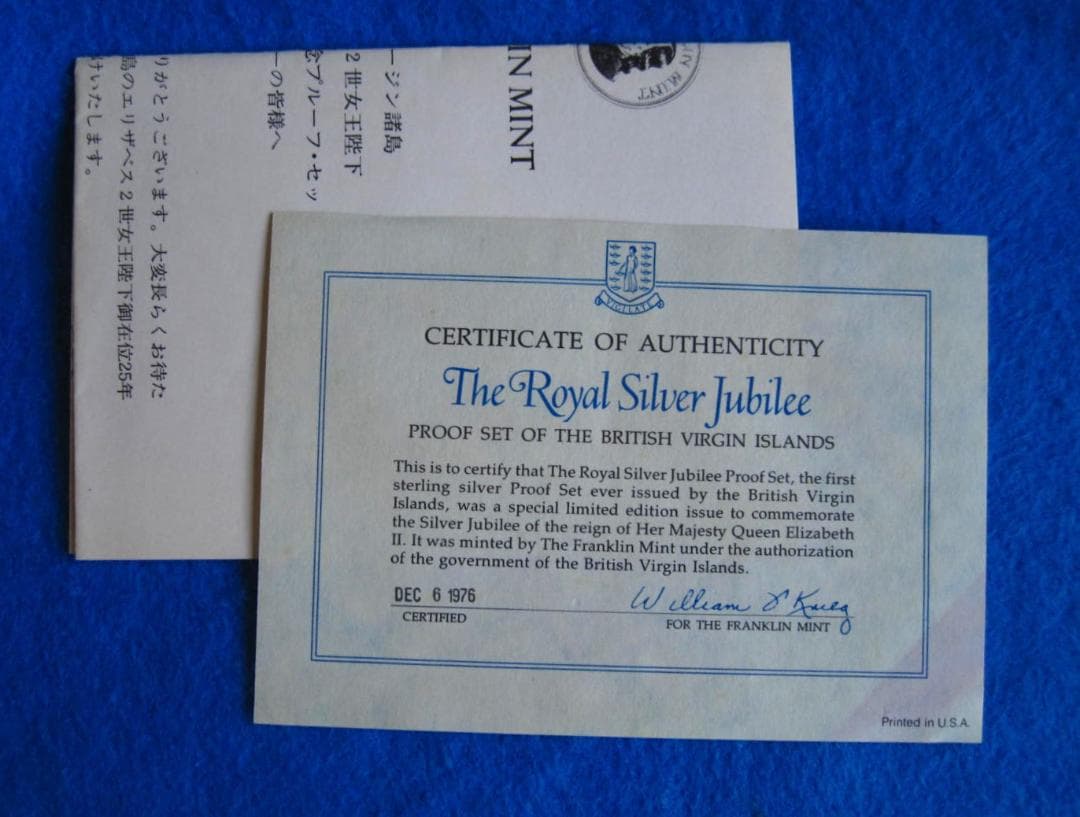 IN MINT
IN MINT
ージン諸島
2世女王陛下
念プルーフ・セッ
ーの皆様へ
りがとうございます。大変長らくお待た
島のエリザベス2世女王陛下御在位25年
けいたします。
VIGILATE
CERTIFICATE OF AUTHENTICITY
The Royal Silver Jubilee
PROOF SET OF THE BRITISH VIRGIN ISLANDS
This is to certify that The Royal Silver Jubilee Proof Set, the first
sterling silver Proof Set ever issued by the British Virgin
Islands, was a special limited edition issue to commemorate
the Silver Jubilee of the reign of Her Majesty Queen Elizabeth
II. It was minted by The Franklin Mint under the authorization
of the government of the British Virgin Islands.
DEC 6 1976
CERTIFIED
William
FOR THE FRANKLIN MINT
Printed in U.S.A.